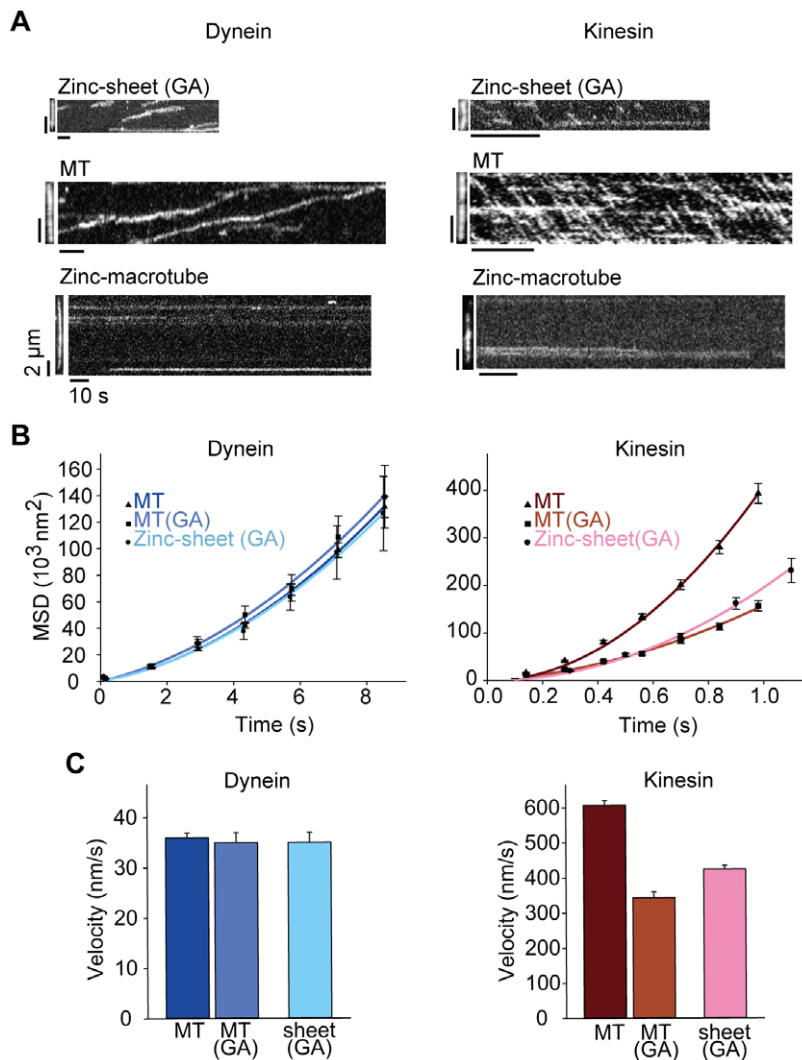 A
Dynein
Kinesin
Zinc-sheet (GA)
Zinc-sheet (GA)
MT
MT
Zinc-macrotube
Zinc-macrotube
2 μm
10 s
B
Dynein
Kinesin
MSD (10³ nm²)
160
140
120
100
80
60
40
20
0
MT
MT(GA)
Zinc-sheet (GA)
0
2
4
6
8
Time (s)
400
300
200
100
0
MT
MT(GA)
Zinc-sheet(GA)
0.0
0.2
0.4
0.6
0.8
1.0
Time (s)
C
Dynein
Kinesin
Velocity (nm/s)
40
30
20
10
0
MT
MT
(GA)
sheet
(GA)
Velocity (nm/s)
600
500
400
300
200
100
0
MT
MT
(GA)
sheet
(GA)